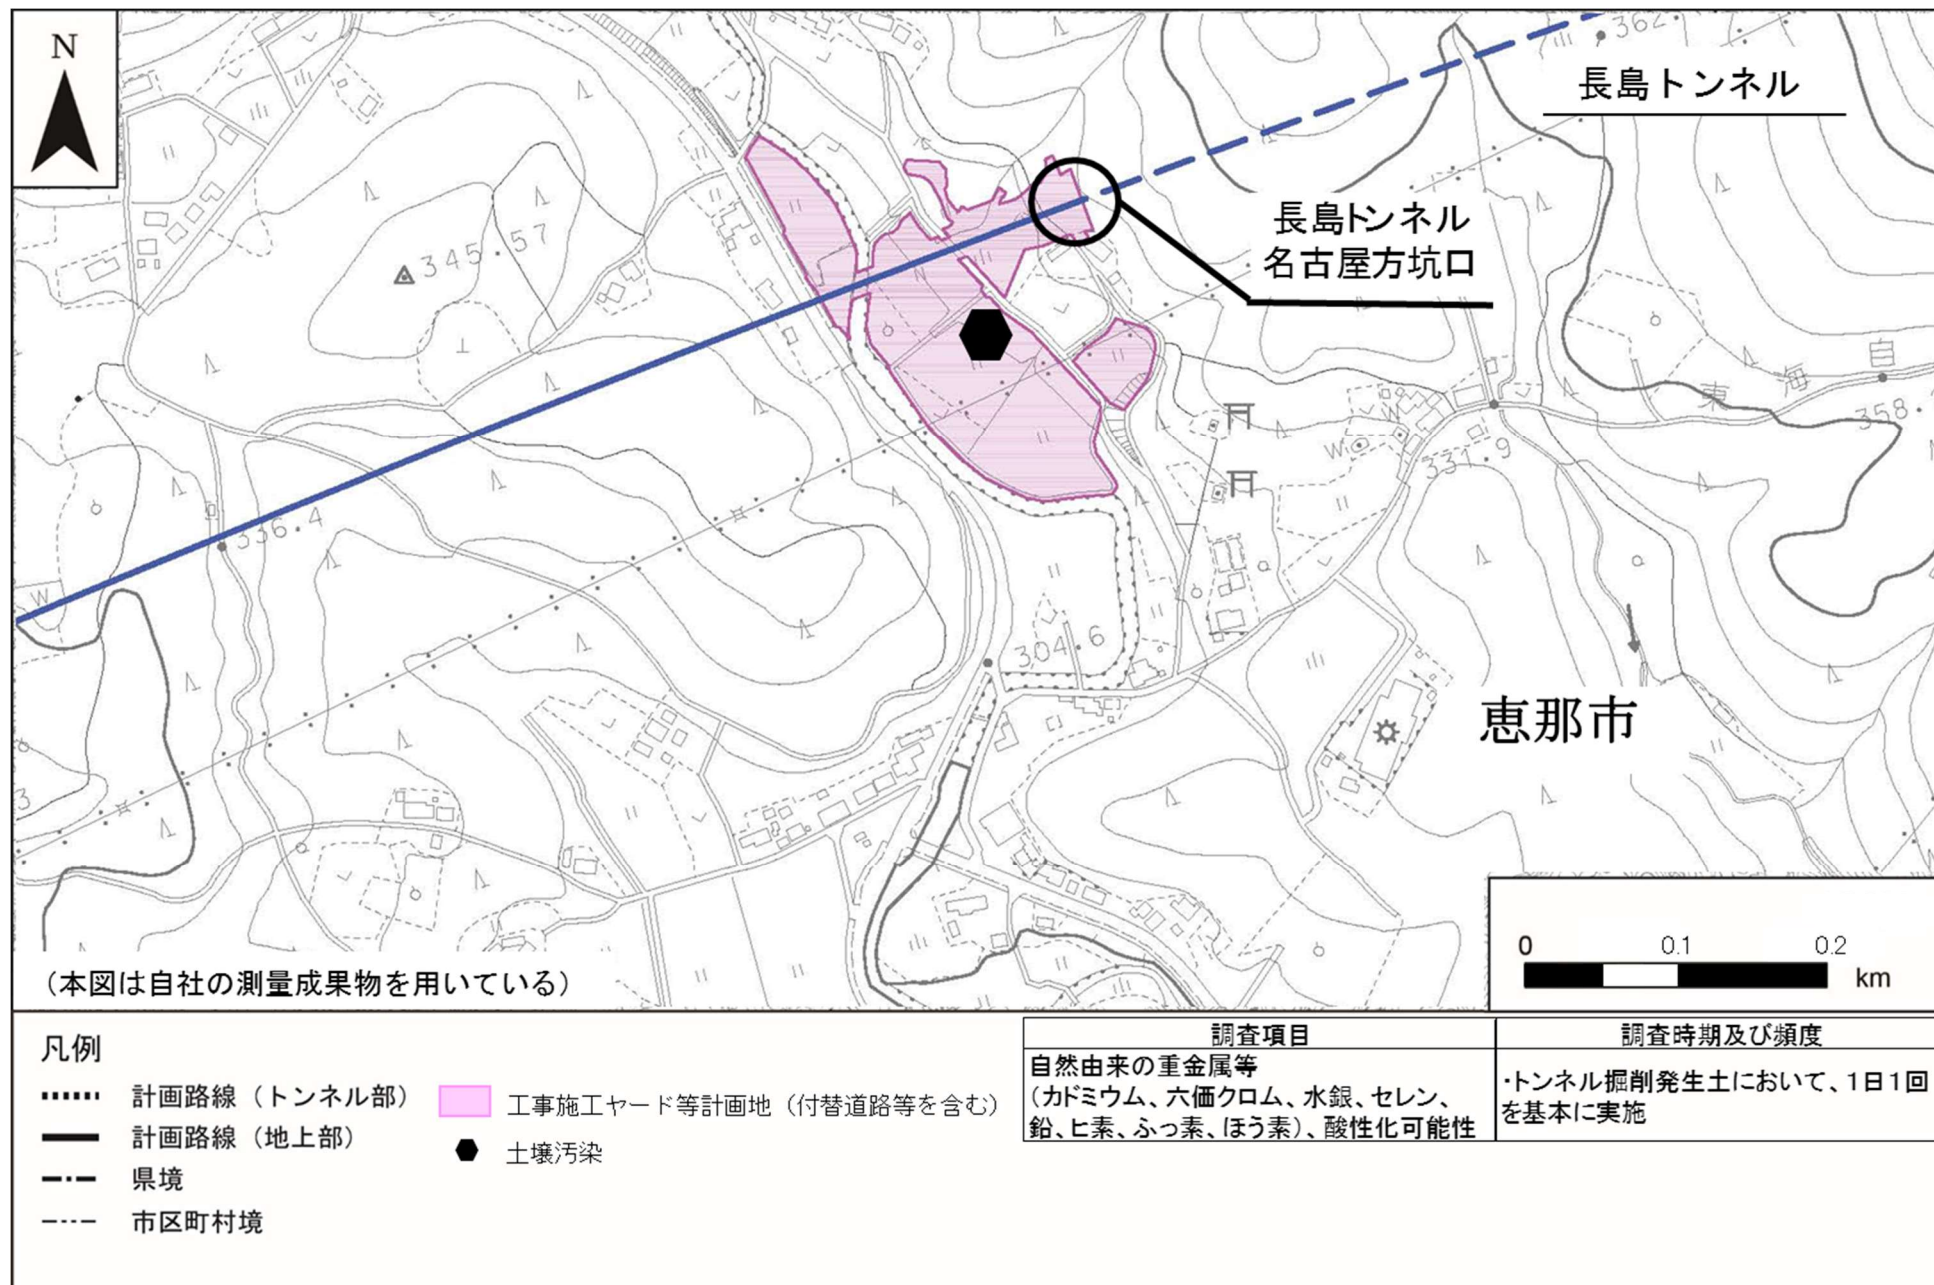 N
362.
長島トンネル
345.57
長島トンネル
名古屋方坑口
東
海
358.
W
331.9
336.4
W
304.6
恵那市
3
0 0.1 0.2
km
(本図は自社の測量成果物を用いている)
凡例
計画路線（トンネル部）
計画路線（地上部）
県境
市区町村境
工事施工ヤード等計画地（付替道路等を含む）
土壌汚染
調査項目
自然由来の重金属等
（カドミウム、六価クロム、水銀、セレン、
鉛、ヒ素、ふっ素、ほう素）、酸性化可能性
調査時期及び頻度
・トンネル掘削発生土において、1日1回
を基本に実施